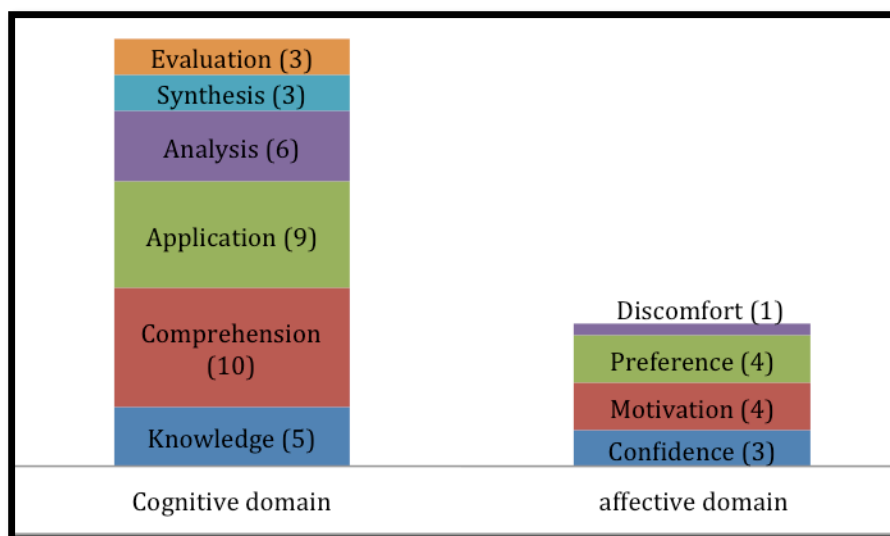 Evaluation (3)
Synthesis (3)
Analysis (6)
Application (9)
Comprehension
(10)
Knowledge (5)
Cognitive domain
Discomfort (1)
Preference (4)
Motivation (4)
Confidence (3)
affective domain